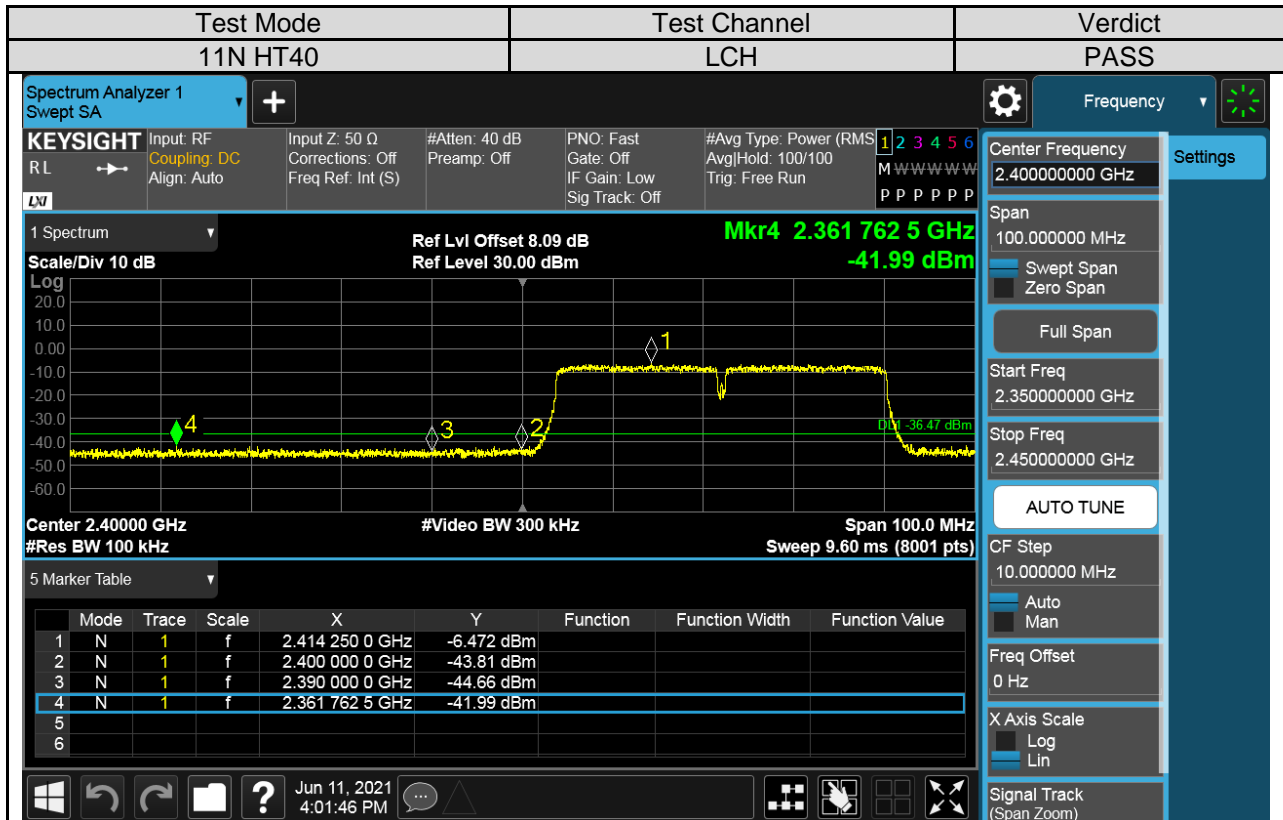 Test Mode Test Channel Verdict
11N HT40 LCH PASS
Spectrum Analyzer 1
Swept SA
+
Frequency
KEYSIGHT
RL
LXI
Input: RF
Coupling: DC
Align: Auto
Input Z: 50 Ω
Corrections: Off
Freq Ref: Int (S)
#Atten: 40 dB
Preamp: Off
PNO: Fast
Gate: Off
IF Gain: Low
Sig Track: Off
#Avg Type: Power (RMS
Avg|Hold: 100/100
Trig: Free Run
1 2 3 4 5 6
M W W W W W
P P P P P P
1 Spectrum
Scale/Div 10 dB
Ref Lvl Offset 8.09 dB
Ref Level 30.00 dBm
Mkr4 2.361 762 5 GHz
-41.99 dBm
Log
20.0
10.0
0.00
-10.0
-20.0
-30.0
-40.0
-50.0
-60.0
1
4
3
2
DL1 -36.47 dBm
Center 2.40000 GHz
#Video BW 300 kHz
Span 100.0 MHz
#Res BW 100 kHz
Sweep 9.60 ms (8001 pts)
5 Marker Table
Mode Trace Scale X Y Function Function Width Function Value
1 N 1 f 2.414 250 0 GHz -6.472 dBm
2 N 1 f 2.400 000 0 GHz -43.81 dBm
3 N 1 f 2.390 000 0 GHz -44.66 dBm
4 N 1 f 2.361 762 5 GHz -41.99 dBm
5
6
?
Jun 11, 2021
4:01:46 PM
Center Frequency
2.400000000 GHz
Settings
Span
100.000000 MHz
Swept Span
Zero Span
Full Span
Start Freq
2.350000000 GHz
Stop Freq
2.450000000 GHz
AUTO TUNE
CF Step
10.000000 MHz
Auto
Man
Freq Offset
0 Hz
X Axis Scale
Log
Lin
Signal Track
(Span Zoom)